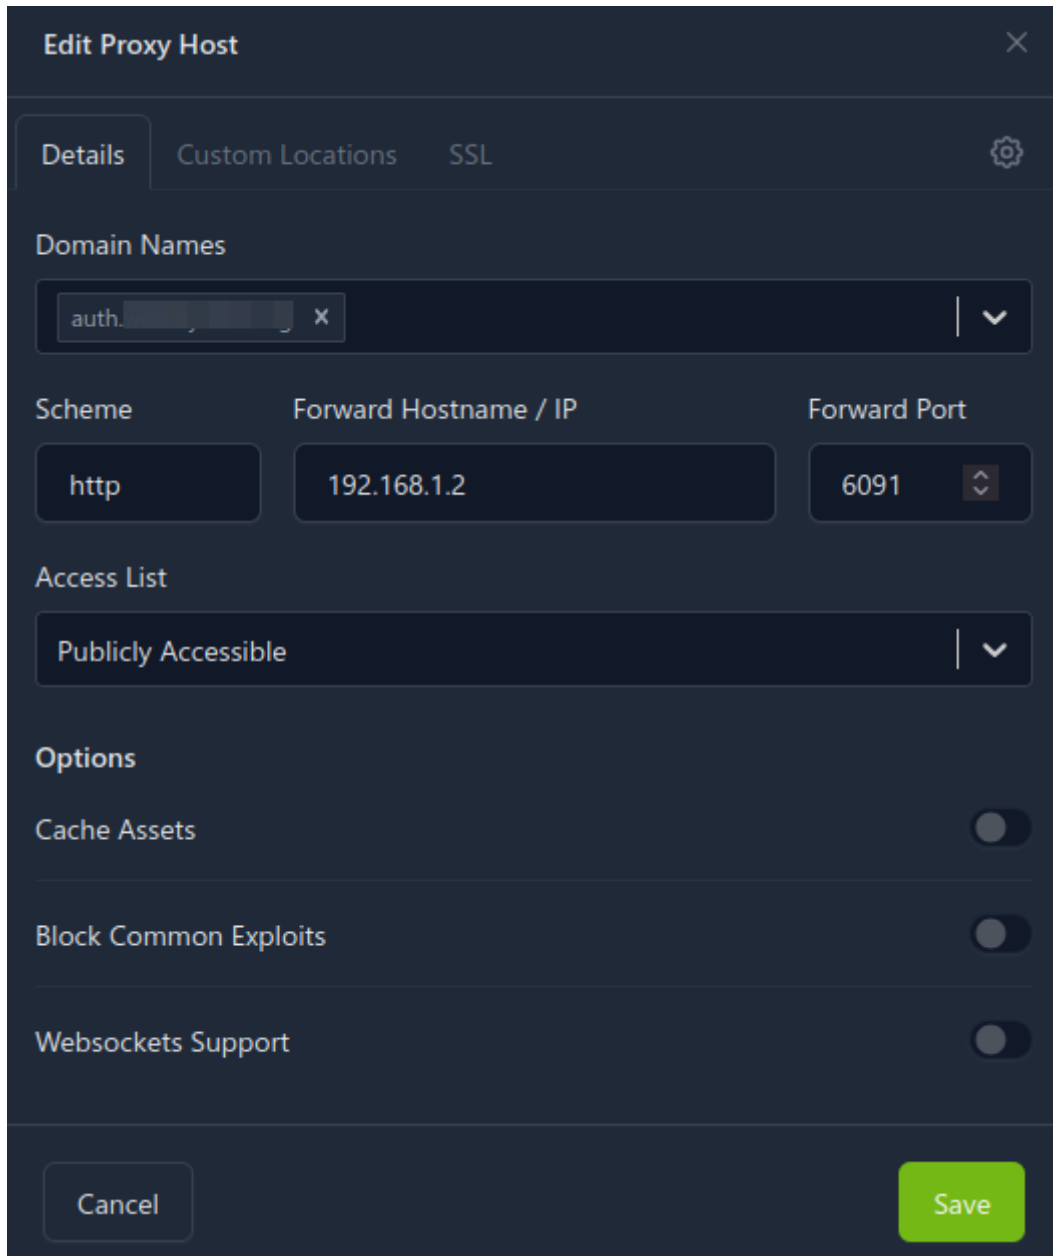 Edit Proxy Host
Details Custom Locations SSL
Domain Names
auth.
Scheme Forward Hostname / IP Forward Port
http 192.168.1.2 6091
Access List
Publicly Accessible
Options
Cache Assets
Block Common Exploits
Websockets Support
Cancel Save